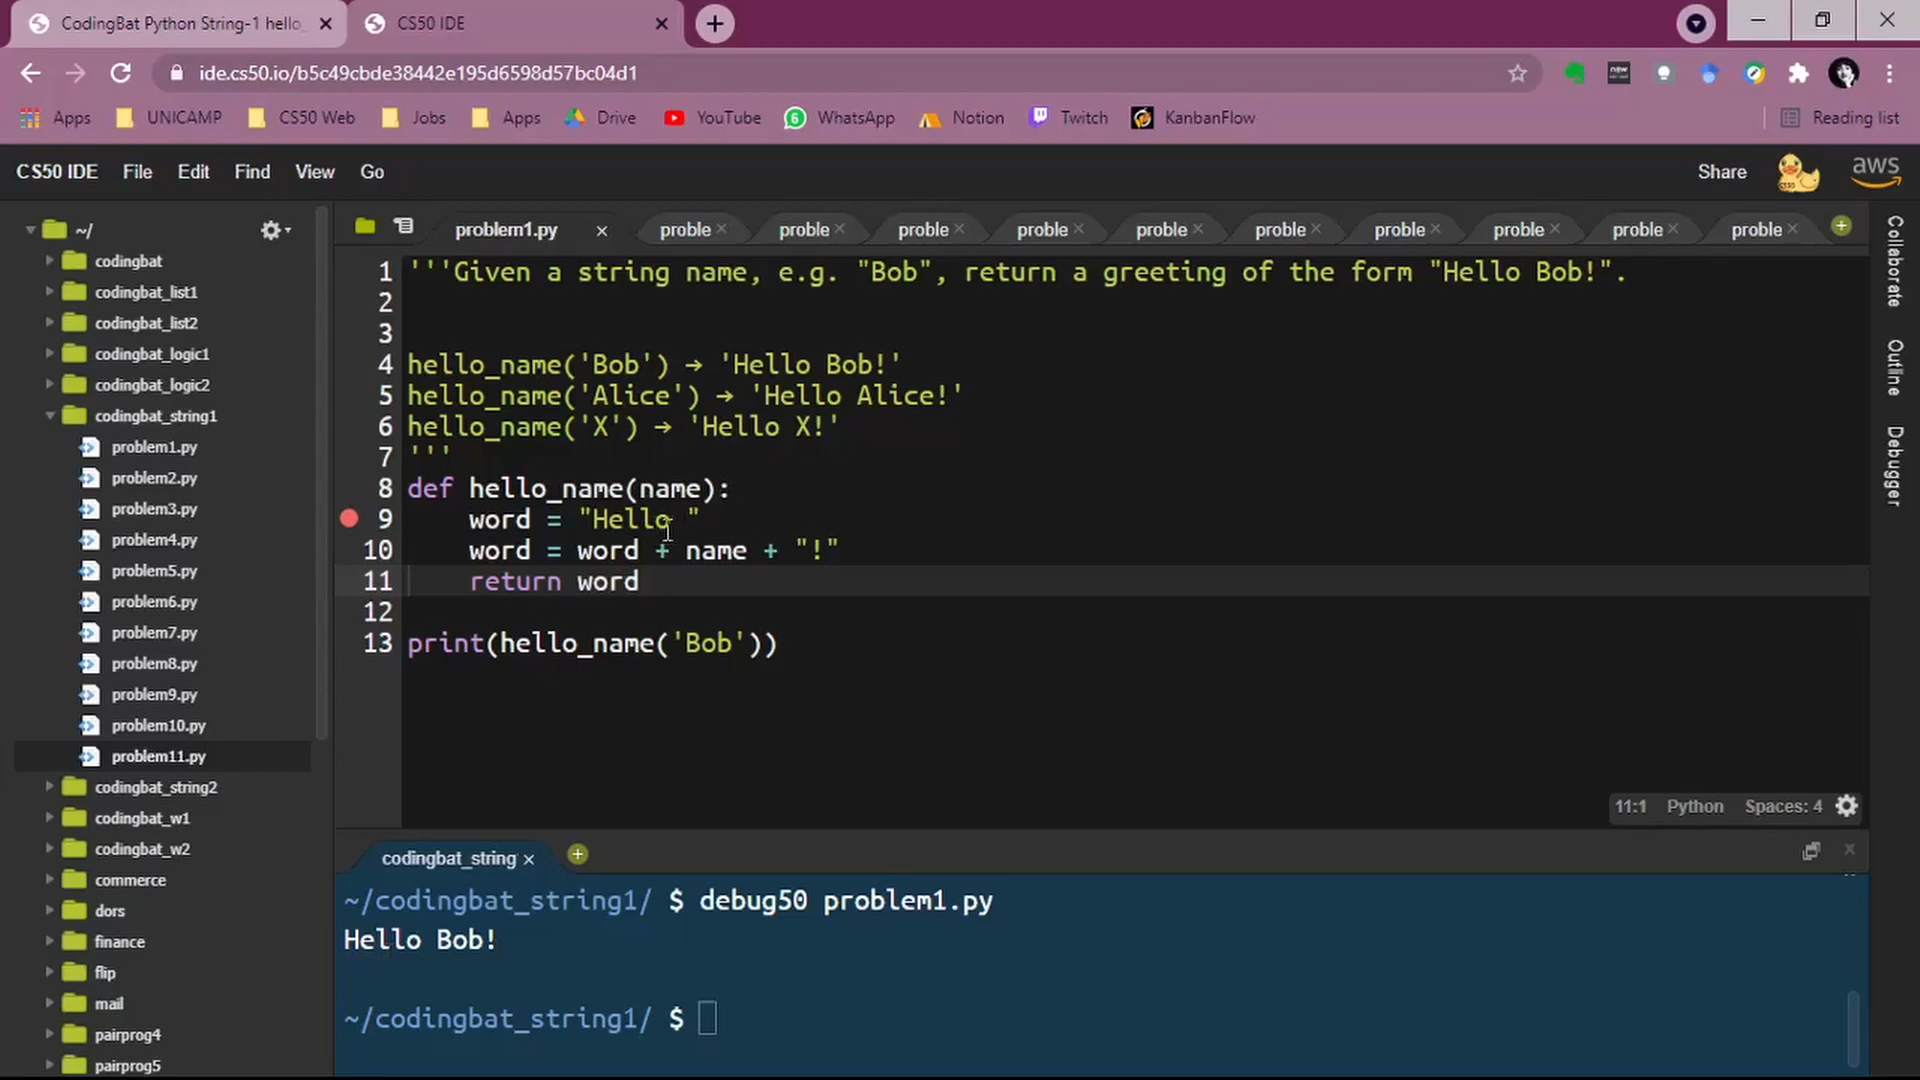 CodingBat Python String-1 hello_
CS50 IDE
ide.cs50.io/b5c49cbde38442e195d6598d57bc04d1
Apps UNICAMP CS50 Web Jobs Apps Drive YouTube 6 WhatsApp Notion Twitch KanbanFlow Reading list
CS50 IDE File Edit Find View Go Share aws
~/
codingbat
codingbat_list1
codingbat_list2
codingbat_logic1
codingbat_logic2
codingbat_string1
problem1.py
problem2.py
problem3.py
problem4.py
problem5.py
problem6.py
problem7.py
problem8.py
problem9.py
problem10.py
problem11.py
codingbat_string2
codingbat_w1
codingbat_w2
commerce
dors
finance
flip
mail
pairprog4
pairprog5
problem1.py proble proble proble proble proble proble proble proble proble proble
1 '''Given a string name, e.g. "Bob", return a greeting of the form "Hello Bob!".
2
3
4 hello_name('Bob') → 'Hello Bob!'
5 hello_name('Alice') → 'Hello Alice!'
6 hello_name('X') → 'Hello X!'
7 '''
8 def hello_name(name):
9 word = "Hello "
10 word = word + name + "!"
11 return word
12
13 print(hello_name('Bob'))
11:1 Python Spaces: 4
Collaborate
Outline
Debugger
codingbat_string
~/codingbat_string1/ $ debug50 problem1.py
Hello Bob!
~/codingbat_string1/ $